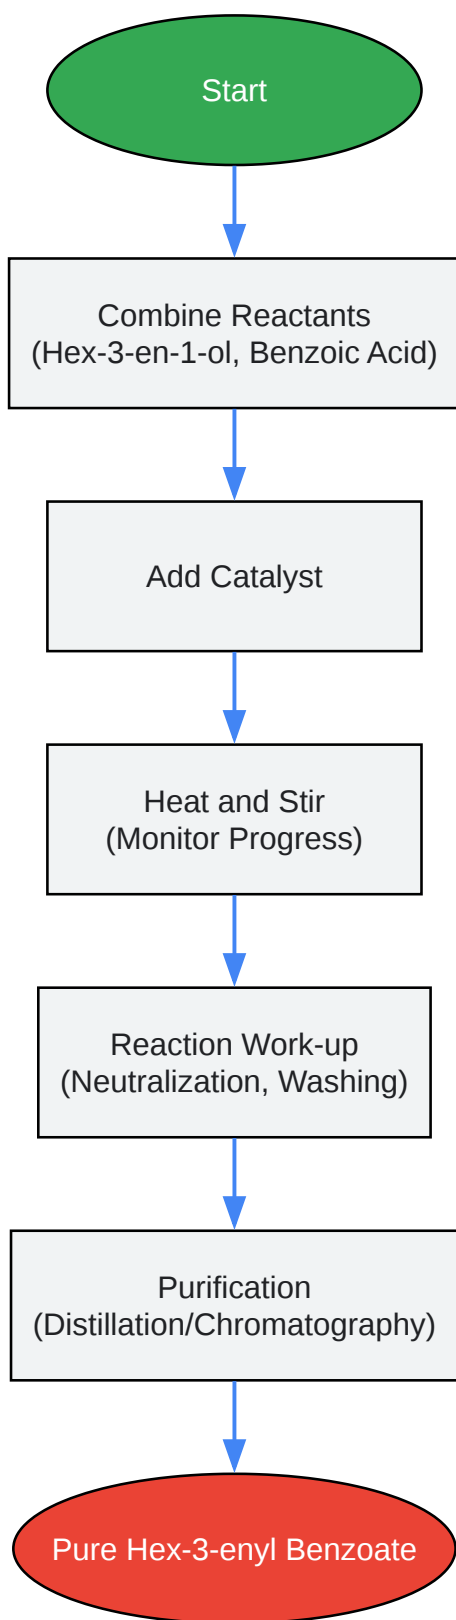 Start
Combine Reactants
(Hex-3-en-1-ol, Benzoic Acid)
Add Catalyst
Heat and Stir
(Monitor Progress)
Reaction Work-up
(Neutralization, Washing)
Purification
(Distillation/Chromatography)
Pure Hex-3-enyl Benzoate